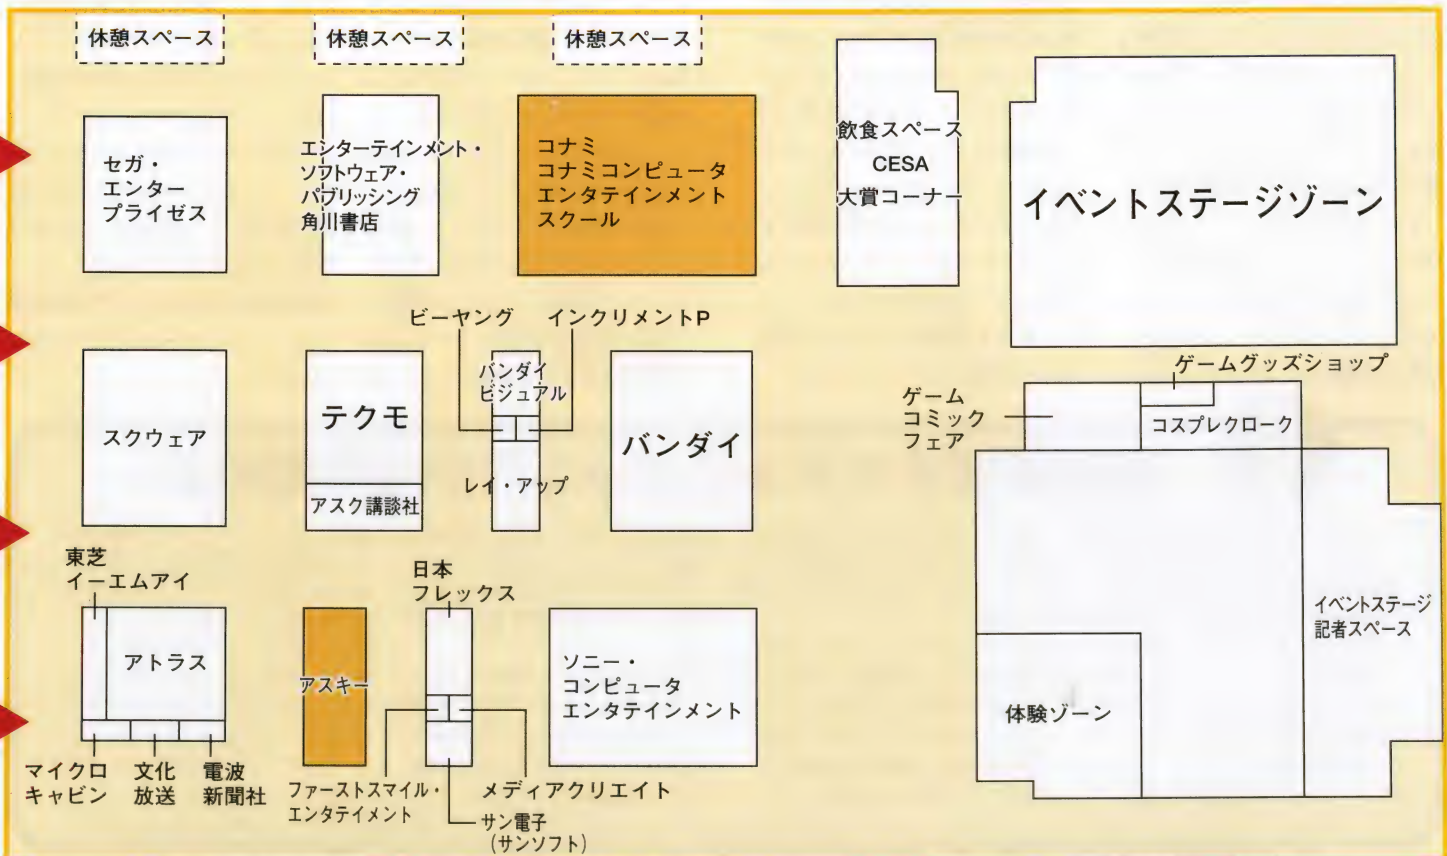 休憩スペース
休憩スペース
休憩スペース
セガ・
エンター
プライゼス
エンターテインメント・
ソフトウェア・
パブリッシング
角川書店
コナミ
コナミコンピュータ
エンタテインメント
スクール
飲食スペース
CESA
大賞コーナー
イベントステージゾーン
ビーヤング
インクリメントP
スクウェア
テクモ
アスク講談社
バンダイ
ビジュアル
レイ・アップ
バンダイ
ゲームグッズショップ
ゲーム
コミック
フェア
コスプレクローク
東芝
イーエムアイ
アトラス
マイクロ
キャビン
文化
放送
電波
新聞社
アスキー
日本
フレックス
ファーストスマイル・
エンタテイメント
メディアクリエイト
サン電子
(サンソフト)
ソニー・
コンピュータ
エンタテインメント
体験ゾーン
イベントステージ
記者スペース